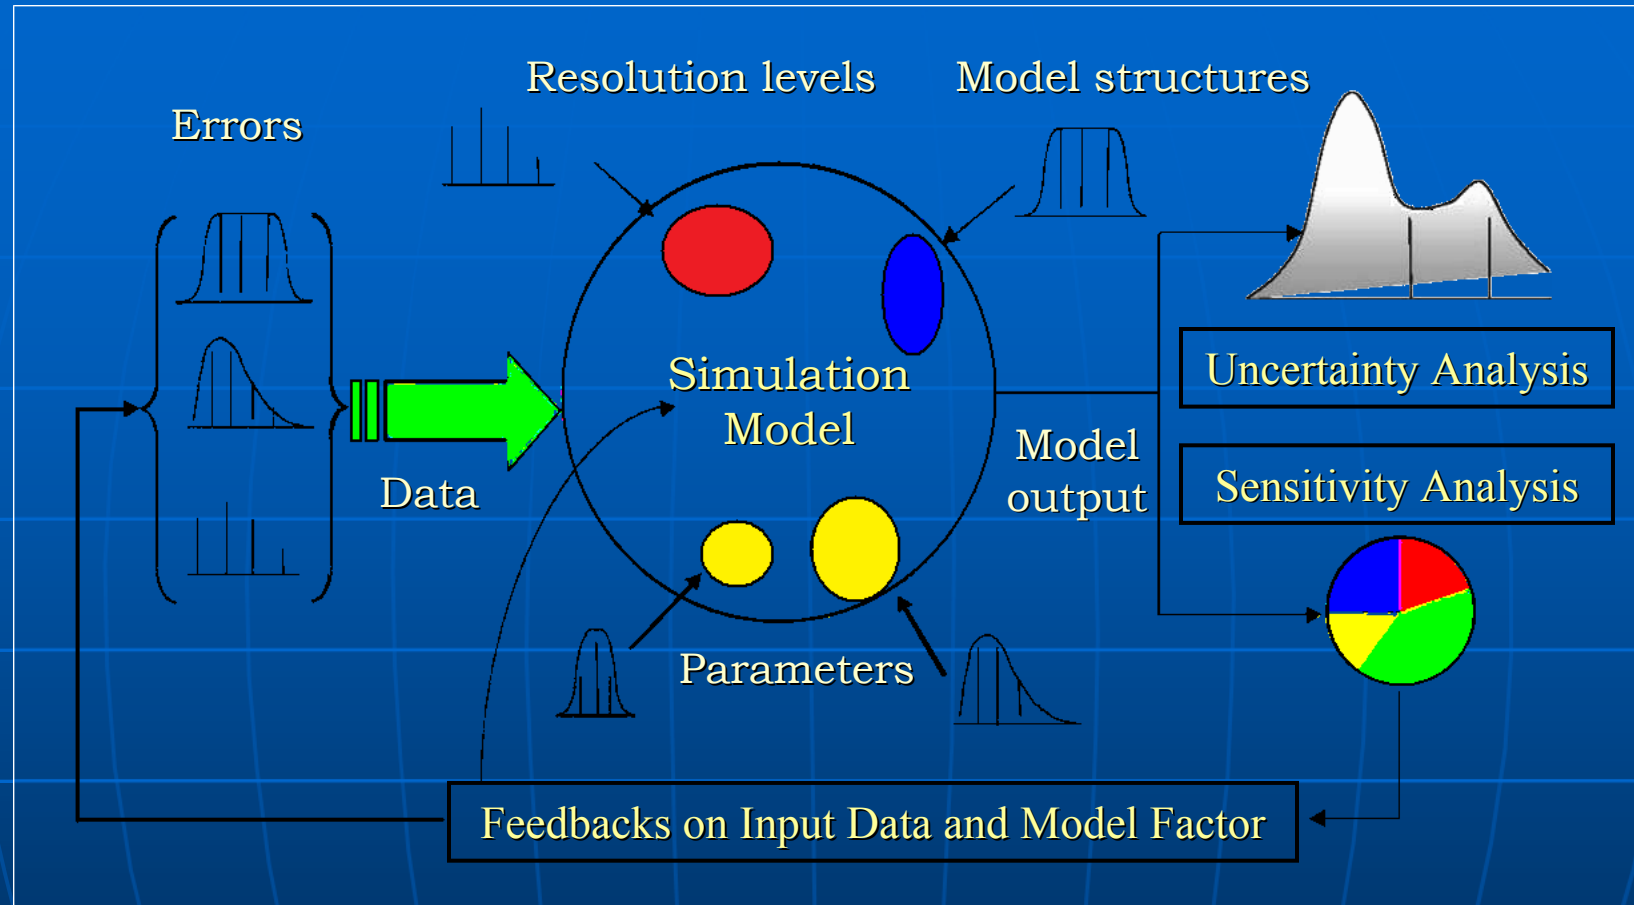 Resolution levels
Model structures
Errors
Simulation
Model
Data
Model
output
Uncertainty Analysis
Sensitivity Analysis
Parameters
Feedbacks on Input Data and Model Factor